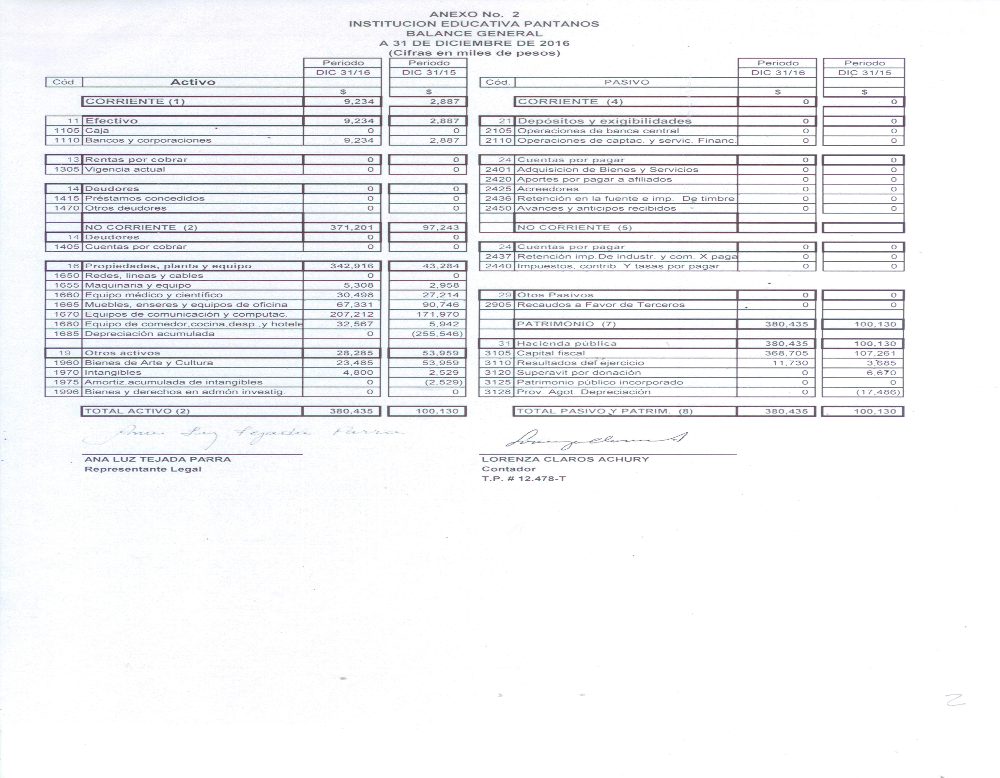 ANEXO No. 2
INSTITUCION EDUCATIVA PANTANOS
BALANCE GENERAL
A 31 DE DICIEMBRE DE 2016
(Cifras en miles de pesos)
Periodo Periodo
DIC 31/16 DIC 31/15
Cód. Activo
$ $
CORRIENTE (1) 9,234 2,887
11 Efectivo 9,234 2,887
1105 Caja 0 0
1110 Bancos y corporaciones 9,234 2,887
13 Rentas por cobrar 0 0
1305 Vigencia actual 0 0
14 Deudores 0 0
1415 Préstamos concedidos 0 0
1470 Otros deudores 0 0
NO CORRIENTE (2) 371,201 97,243
14 Deudores 0 0
1405 Cuentas por cobrar 0 0
16 Propiedades, planta y equipo 342,916 43,284
1650 Redes, lineas y cables 0 0
1655 Maquinaria y equipo 5,308 2,958
1660 Equipo médico y científico 30,498 27,214
1665 Muebles, enseres y equipos de oficina 67,331 90,746
1670 Equipos de comunicación y computac. 207,212 171,970
1680 Equipo de comedor,cocina,desp.,y hotele 32,567 5,942
1685 Depreciación acumulada 0 (255,546)
19 Otros activos 28,285 53,959
1960 Bienes de Arte y Cultura 23,485 53,959
1970 Intangibles 4,800 2,529
1975 Amortiz.acumulada de intangibles 0 (2,529)
1996 Bienes y derechos en admón investig. 0 0
TOTAL ACTIVO (2) 380,435 100,130
Periodo Periodo
DIC 31/16 DIC 31/15
Cód. PASIVO
$ $
CORRIENTE (4) 0 0
21 Depósitos y exigibilidades 0 0
2105 Operaciones de banca central 0 0
2110 Operaciones de captac. y servic. Financ. 0 0
24 Cuentas por pagar 0 0
2401 Adquisicion de Bienes y Servicios 0 0
2420 Aportes por pagar a afiliados 0 0
2425 Acreedores 0 0
2436 Retención en la fuente e imp. De timbre 0 0
2450 Avances y anticipos recibidos 0 0
NO CORRIENTE (5)
24 Cuentas por pagar 0 0
2437 Retención imp.De industr. y com. X paga 0 0
2440 Impuestos, contrib. Y tasas por pagar 0 0
29 Otos Pasivos 0 0
2905 Recaudos a Favor de Terceros 0 0
PATRIMONIO (7) 380,435 100,130
31 Hacienda pública 380,435 100,130
3105 Capital fiscal 368,705 107,261
3110 Resultados del ejercicio 11,730 3,685
3120 Superavit por donación 0 6,670
3125 Patrimonio público incorporado 0 0
3128 Prov. Agot. Depreciación 0 (17,486)
TOTAL PASIVO Y PATRIM. (8) 380,435 100,130
Ana Luz Tejada Parra
ANA LUZ TEJADA PARRA
Representante Legal
LORENZA CLAROS ACHURY
Contador
T.P. # 12.478-T
2